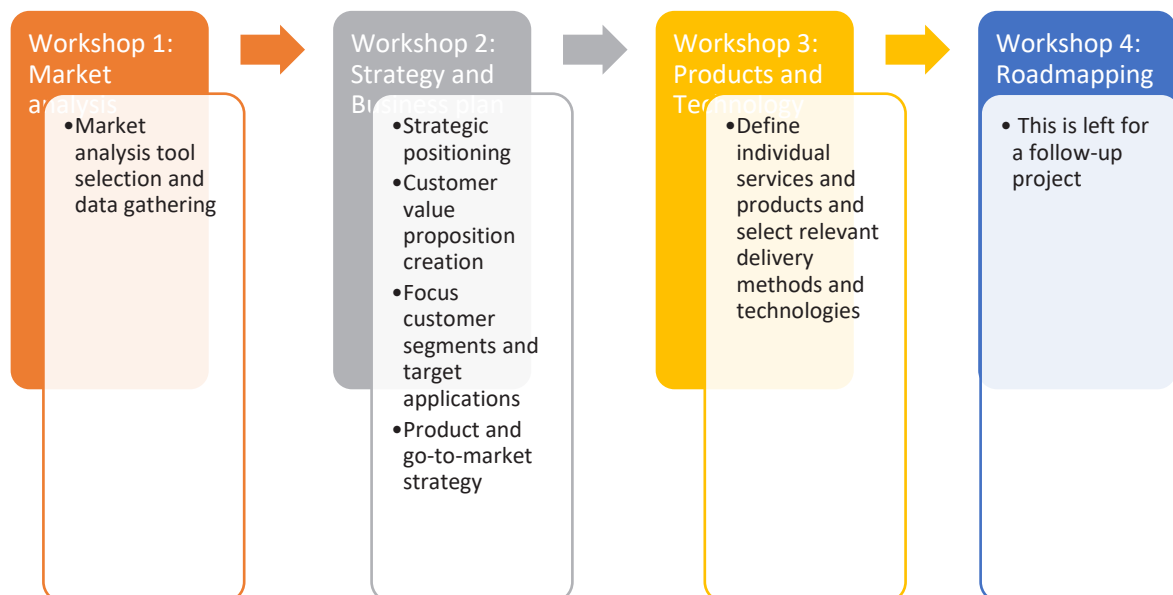 Workshop 1:
Market
analysis
•Market
analysis tool
selection and
data gathering
Workshop 2:
Strategy and
Business plan
•Strategic
positioning
•Customer
value
proposition
creation
•Focus
customer
segments and
target
applications
•Product and
go-to-market
strategy
Workshop 3:
Products and
Technology
•Define
individual
services and
products and
select relevant
delivery
methods and
technologies
Workshop 4:
Roadmapping
• This is left for
a follow-up
project